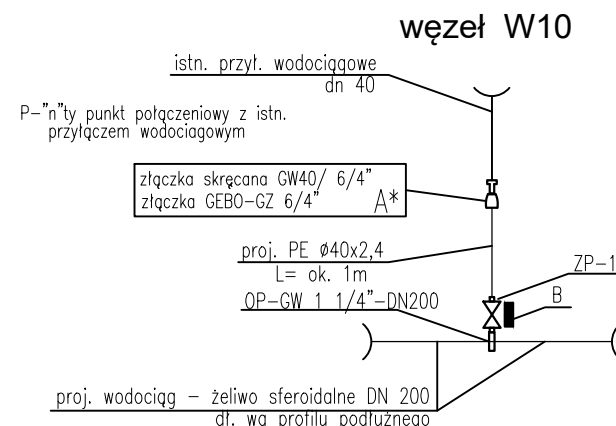 węzeł W10
istn. przył. wodociągowe
dn 40
P-"n"ty punkt połączeniowy z istn.
przyłączem wodociagowym
złączka skręcana GW40/ 6/4"
złączka GEBO-GZ 6/4" A*
proj. PE ø40x2,4
L= ok. 1m
ZP-1
OP-GW 1 1/4"-DN200
B
proj. wodociąg - żeliwo sferoidalne DN 200
dł. wg profilu podłużnego